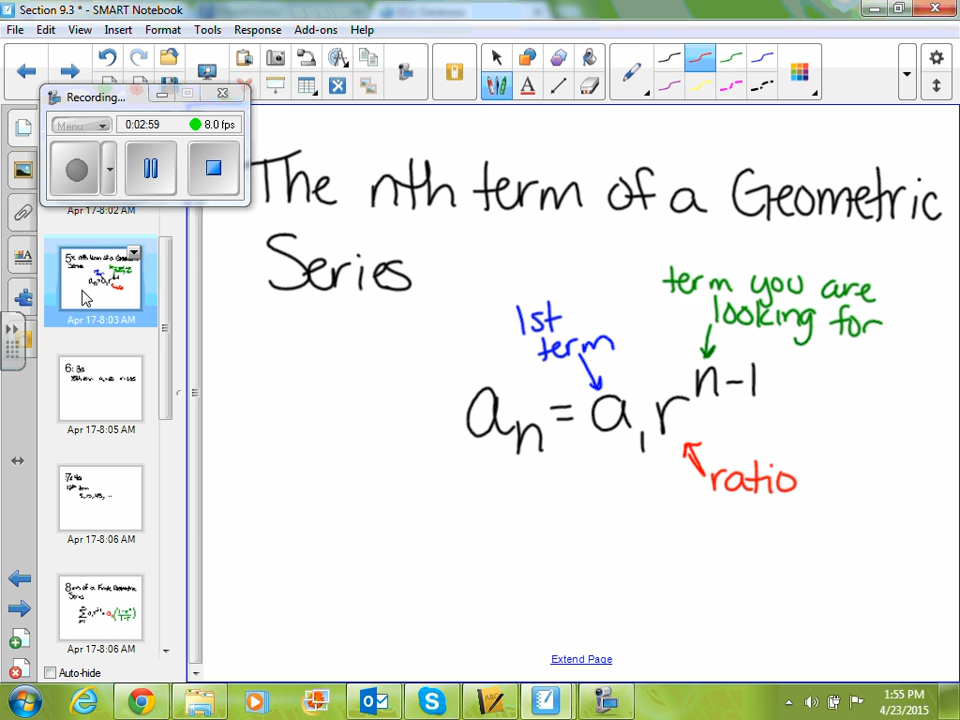 Section 9.3 * - SMART Notebook
File Edit View Insert Format Tools Response Add-ons Help
Recording...
Menu 0:02:59 8.0 fps
Apr 17-8:02 AM
Apr 17-8:03 AM
Apr 17-8:05 AM
Apr 17-8:06 AM
Apr 17-8:06 AM
Auto-hide
The nth term of a Geometric
Series
term you are
looking for
1st
term
aₙ = a₁rⁿ⁻¹
ratio
Extend Page
1:55 PM
4/23/2015